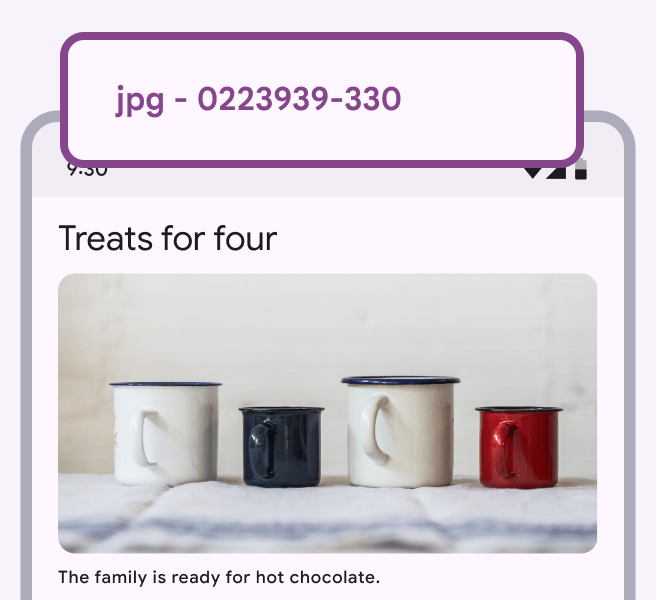 jpg - 0223939-330
9:30
Treats for four
The family is ready for hot chocolate.